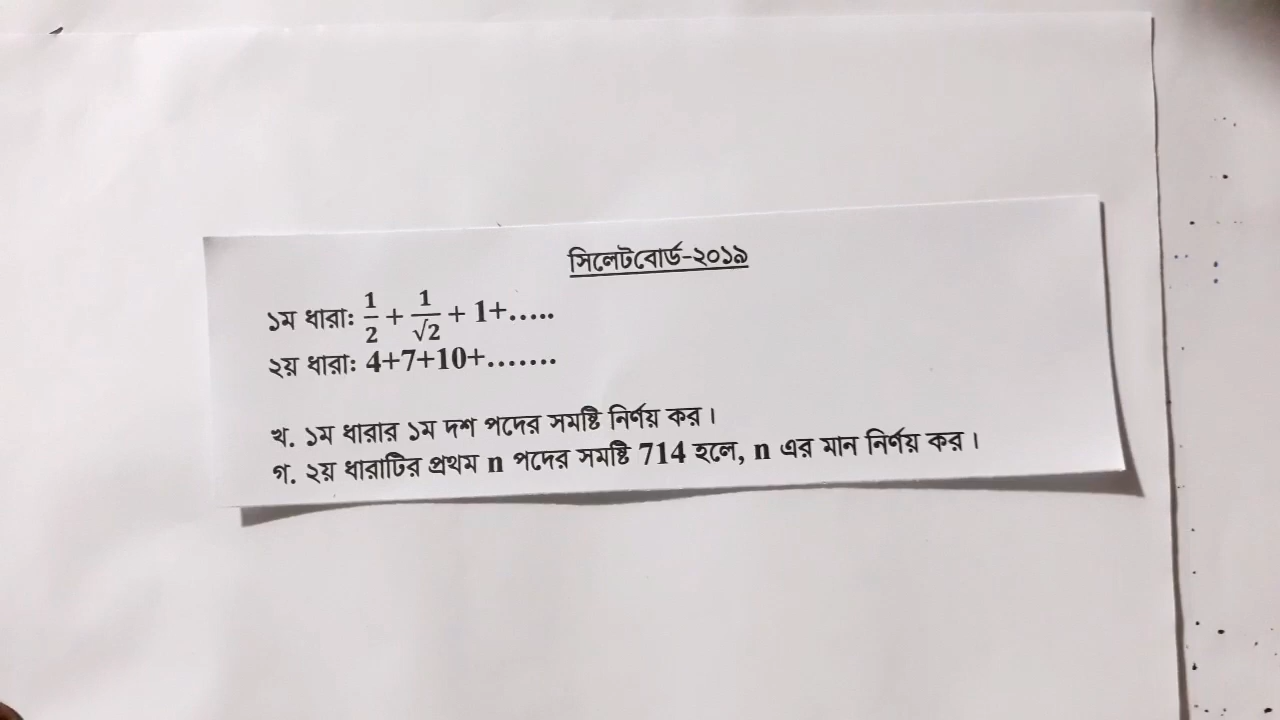 সিলেটবোর্ড-২০১৯
১ম ধারাঃ 1/2 + 1/√2 + 1+.....
২য় ধারাঃ 4+7+10+.......
খ. ১ম ধারার ১ম দশ পদের সমষ্টি নির্ণয় কর।
গ. ২য় ধারাটির প্রথম n পদের সমষ্টি 714 হলে, n এর মান নির্ণয় কর।